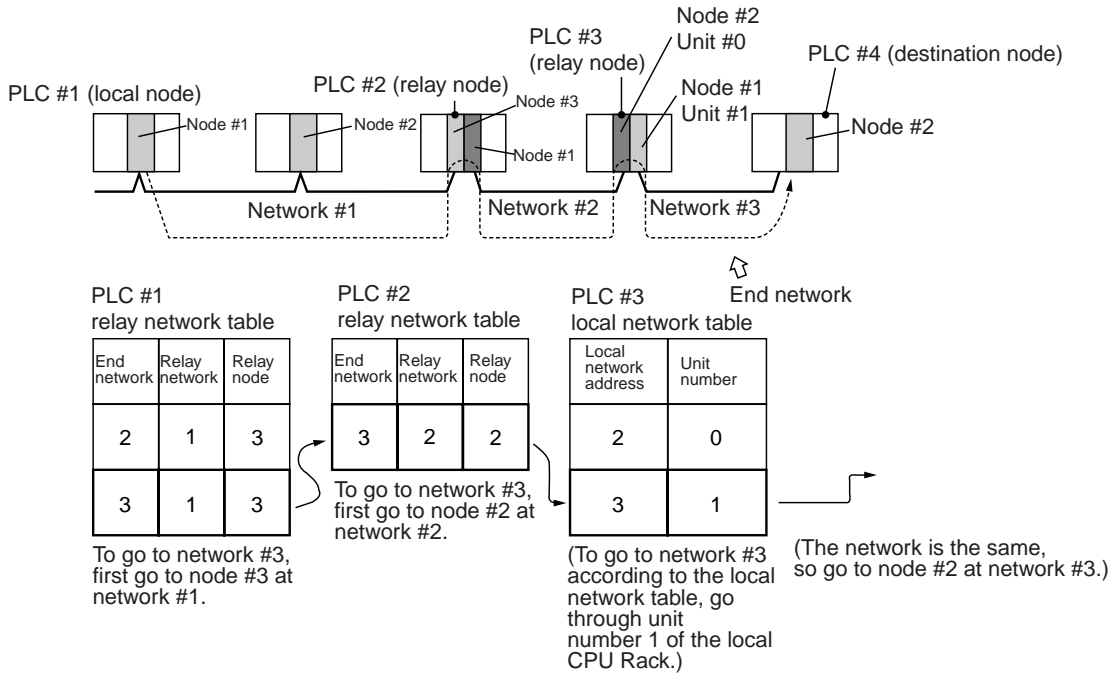 Node #2
Unit #0
PLC #3
(relay node)
PLC #4 (destination node)
PLC #2 (relay node)
Node #1
Unit #1
PLC #1 (local node)
Node #1
Node #2
Node #3
Node #1
Node #2
Network #1
Network #2
Network #3
End network
PLC #1
relay network table
End
network
Relay
network
Relay
node
2 1 3
3 1 3
To go to network #3,
first go to node #3 at
network #1.
PLC #2
relay network table
End
network
Relay
network
Relay
node
3 2 2
To go to network #3,
first go to node #2 at
network #2.
PLC #3
local network table
Local
network
address
Unit
number
2 0
3 1
(To go to network #3
according to the local
network table, go
through unit
number 1 of the local
CPU Rack.)
(The network is the same,
so go to node #2 at network #3.)